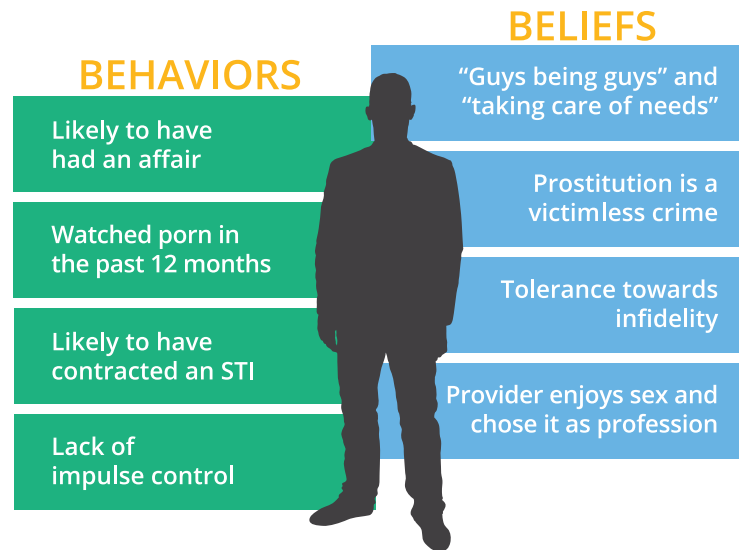 BEHAVIORS
Likely to have
had an affair
Watched porn in
the past 12 months
Likely to have
contracted an STI
Lack of
impulse control
BELIEFS
“Guys being guys” and
“taking care of needs”
Prostitution is a
victimless crime
Tolerance towards
infidelity
Provider enjoys sex and
chose it as profession